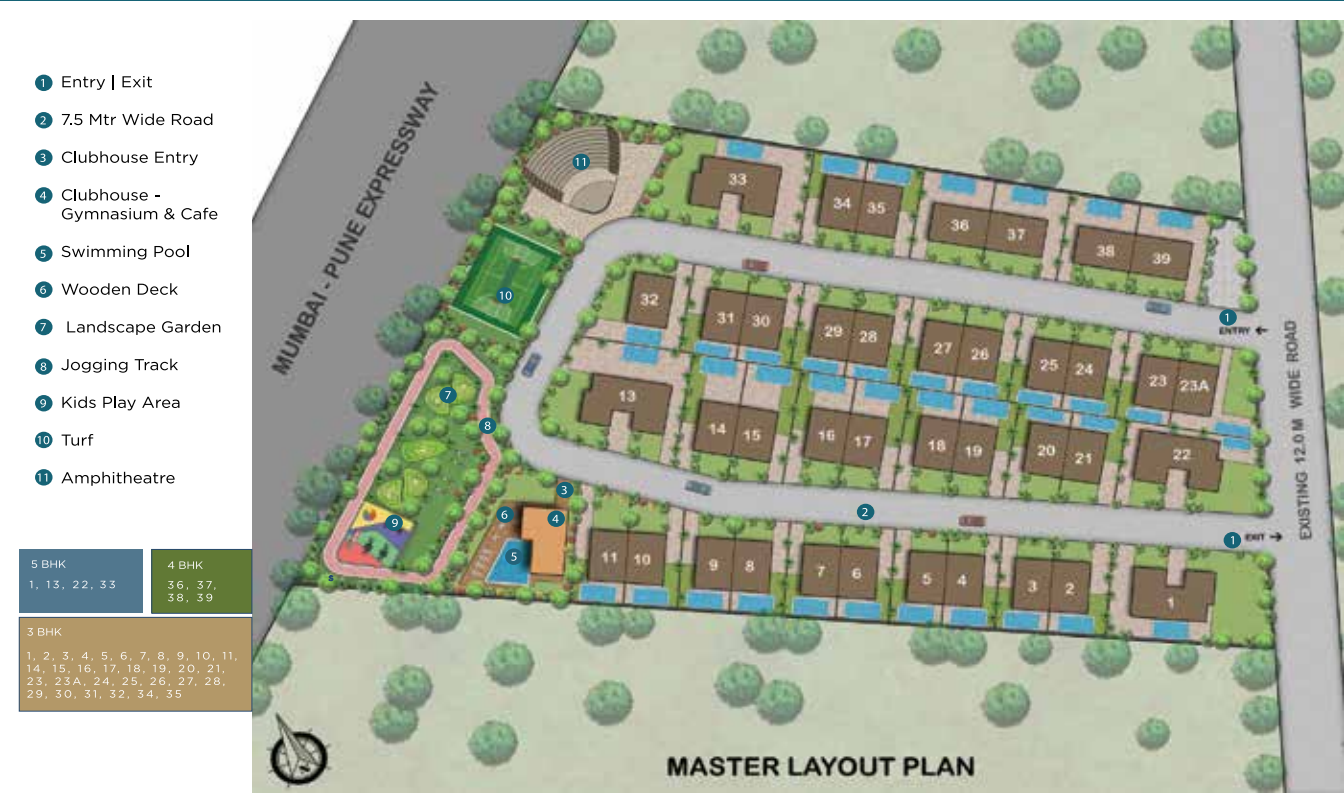 1 Entry | Exit
2 7.5 Mtr Wide Road
3 Clubhouse Entry
4 Clubhouse -
Gymnasium & Cafe
5 Swimming Pool
6 Wooden Deck
7 Landscape Garden
8 Jogging Track
9 Kids Play Area
10 Turf
11 Amphitheatre
5 BHK
1, 13, 22, 33
4 BHK
36, 37,
38, 39
3 BHK
1, 2, 3, 4, 5, 6, 7, 8, 9, 10, 11,
14, 15, 16, 17, 18, 19, 20, 21,
23, 23A, 24, 25, 26, 27, 28,
29, 30, 31, 32, 34, 35
MUMBAI - PUNE EXPRESSWAY
11
33
34 35
36 37
38 39
10
1
ENTRY
32
31 30
29 28
27 26
25 24
23 23A
7
8
13
14 15
16 17
18 19
20 21
22
EXISTING 12.0 M WIDE ROAD
9
3
6
4
5
2
1 EXIT
11 10
9 8
7 6
5 4
3 2
1
MASTER LAYOUT PLAN